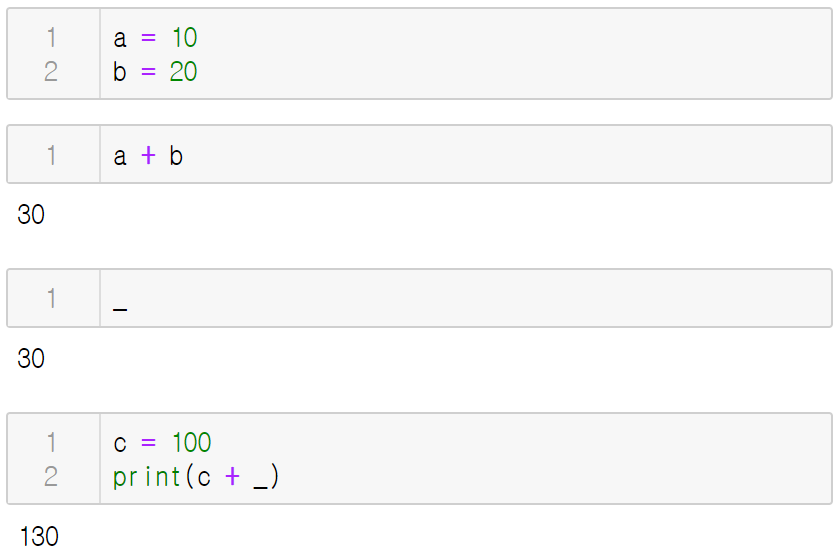 1 a = 10
2 b = 20
1 a + b
30
1 _
30
1 c = 100
2 print(c + _)
130